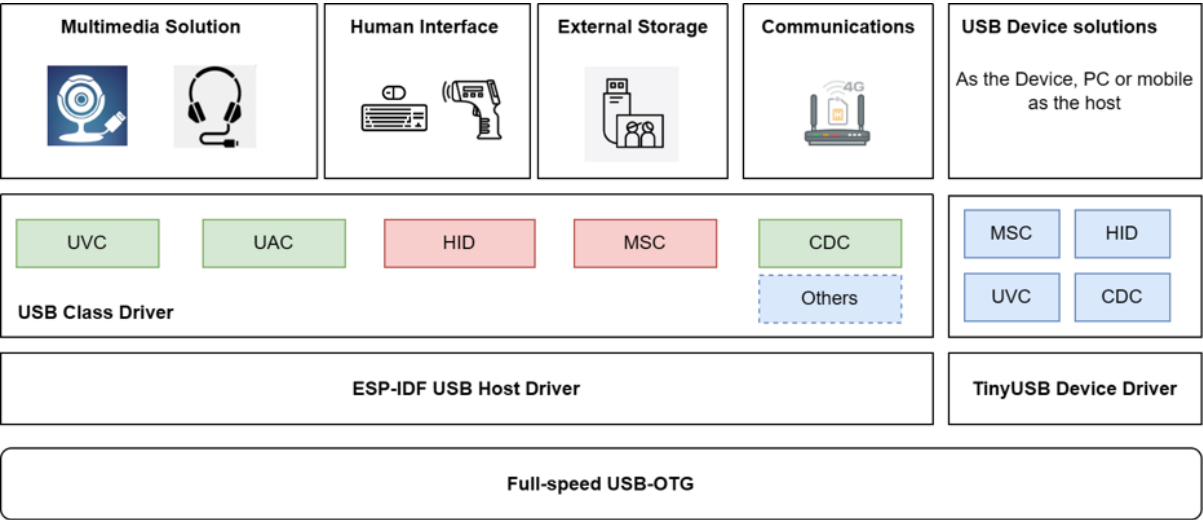 Multimedia Solution
Human Interface
External Storage
Communications
4G
USB Device solutions
As the Device, PC or mobile
as the host
UVC
UAC
HID
MSC
CDC
Others
USB Class Driver
MSC
HID
UVC
CDC
ESP-IDF USB Host Driver
TinyUSB Device Driver
Full-speed USB-OTG